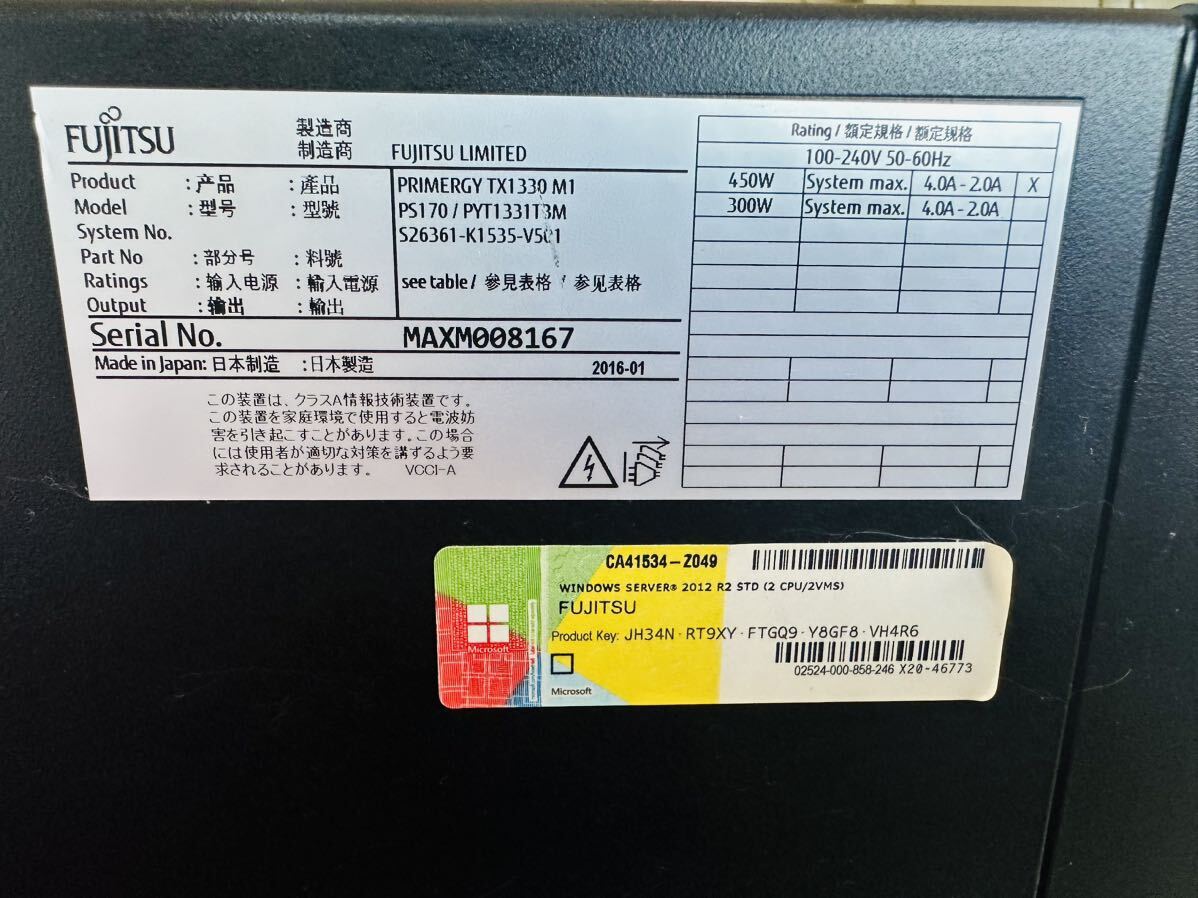 FUJITSU
製造商
制造商
FUJITSU LIMITED
Product :产品 :產品 PRIMERGY TX1330 M1
Model :型号 :型號 PS170 / PYT1331T3M
System No. S26361-K1535-V501
Part No :部分号 :料號
Ratings :输入电源 :輸入電源 see table / 參見表格 / 参见表格
Output :输出 :輸出
Serial No. MAXM008167
Made in Japan: 日本制造 :日本製造 2016-01
この装置は、クラスA情報技術装置です。
この装置を家庭環境で使用すると電波妨
害を引き起こすことがあります。この場合
には使用者が適切な対策を講ずるよう要
求されることがあります。 VCCI-A
Rating / 額定規格 / 额定规格
100-240V 50-60Hz
450W System max. 4.0A - 2.0A X
300W System max. 4.0A - 2.0A
CA41534-Z049
WINDOWS SERVER® 2012 R2 STD (2 CPU/2VMS)
FUJITSU
Product Key: JH34N-RT9XY-FTGQ9-Y8GF8-VH4R6
02524-000-858-246 X20-46773
Microsoft
Microsoft